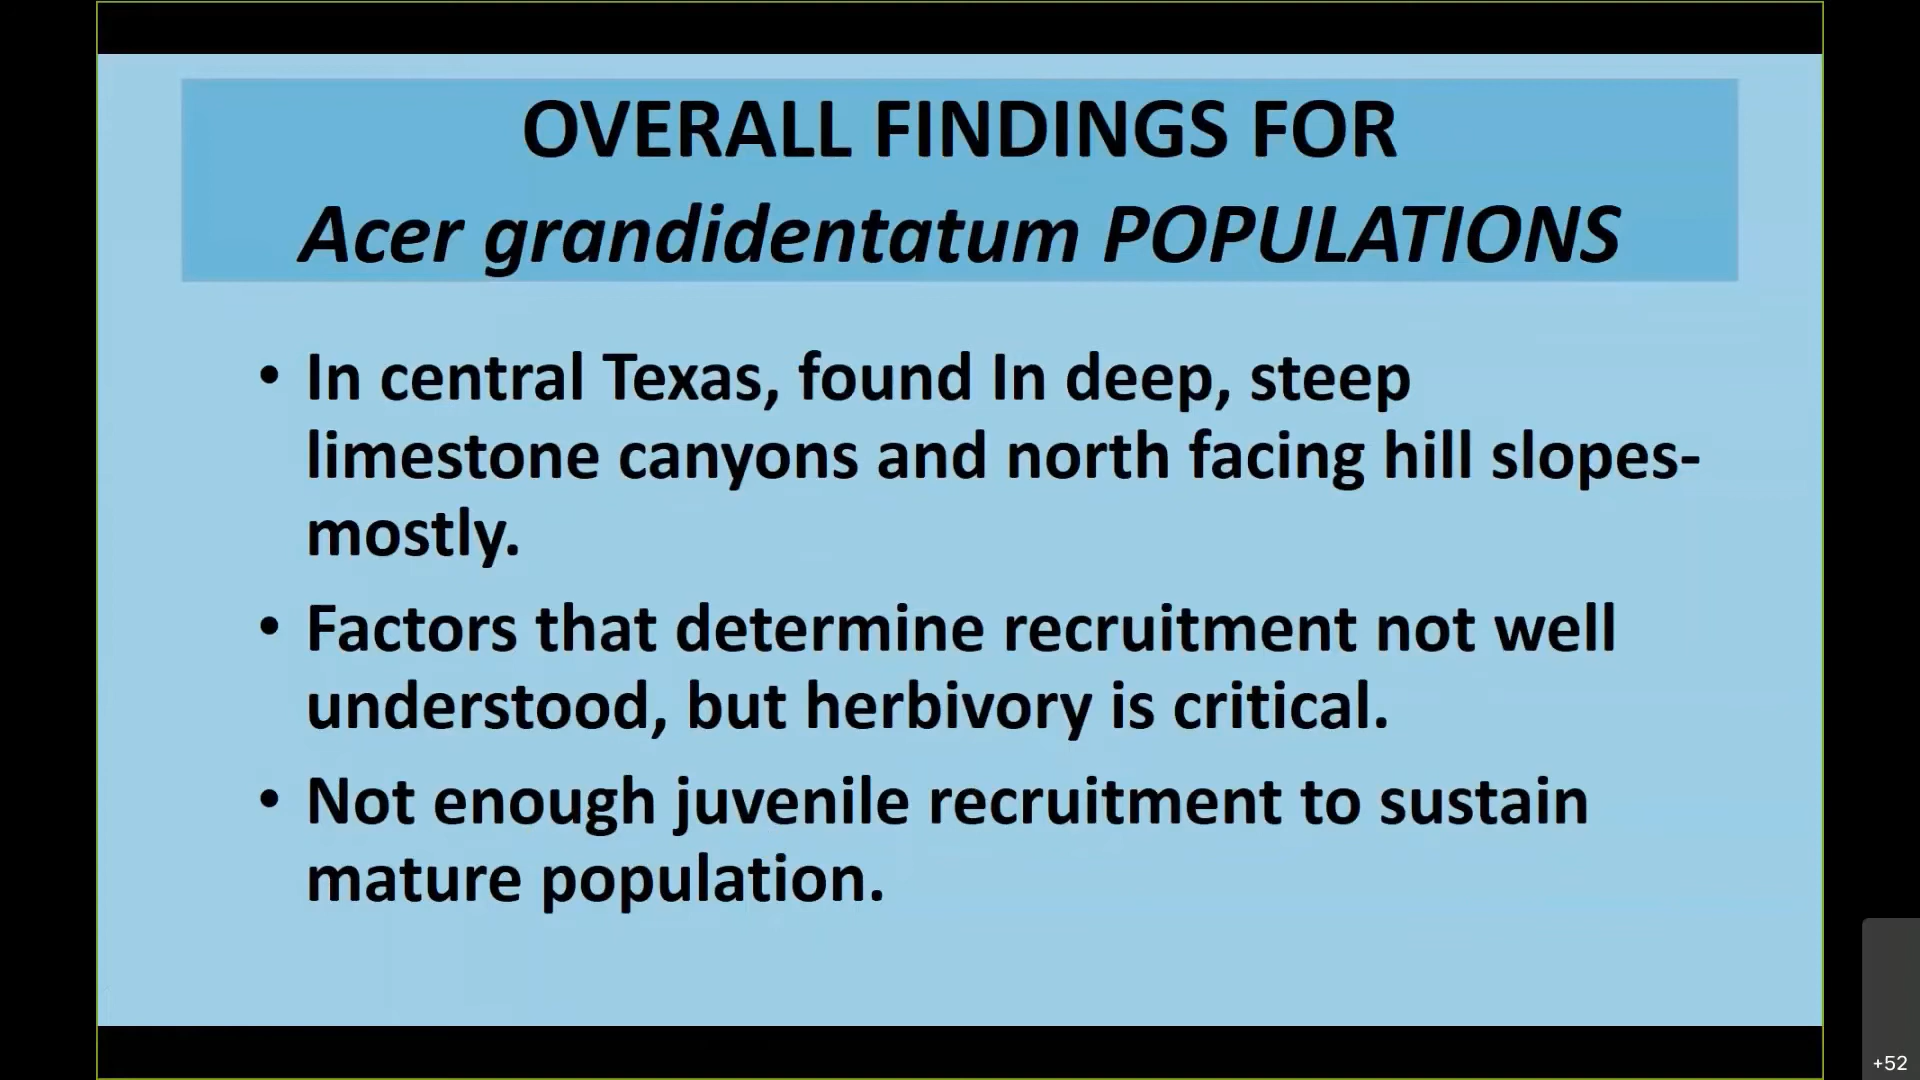 OVERALL FINDINGS FOR
Acer grandidentatum POPULATIONS
• In central Texas, found In deep, steep
limestone canyons and north facing hill slopes-
mostly.
• Factors that determine recruitment not well
understood, but herbivory is critical.
• Not enough juvenile recruitment to sustain
mature population.
+52